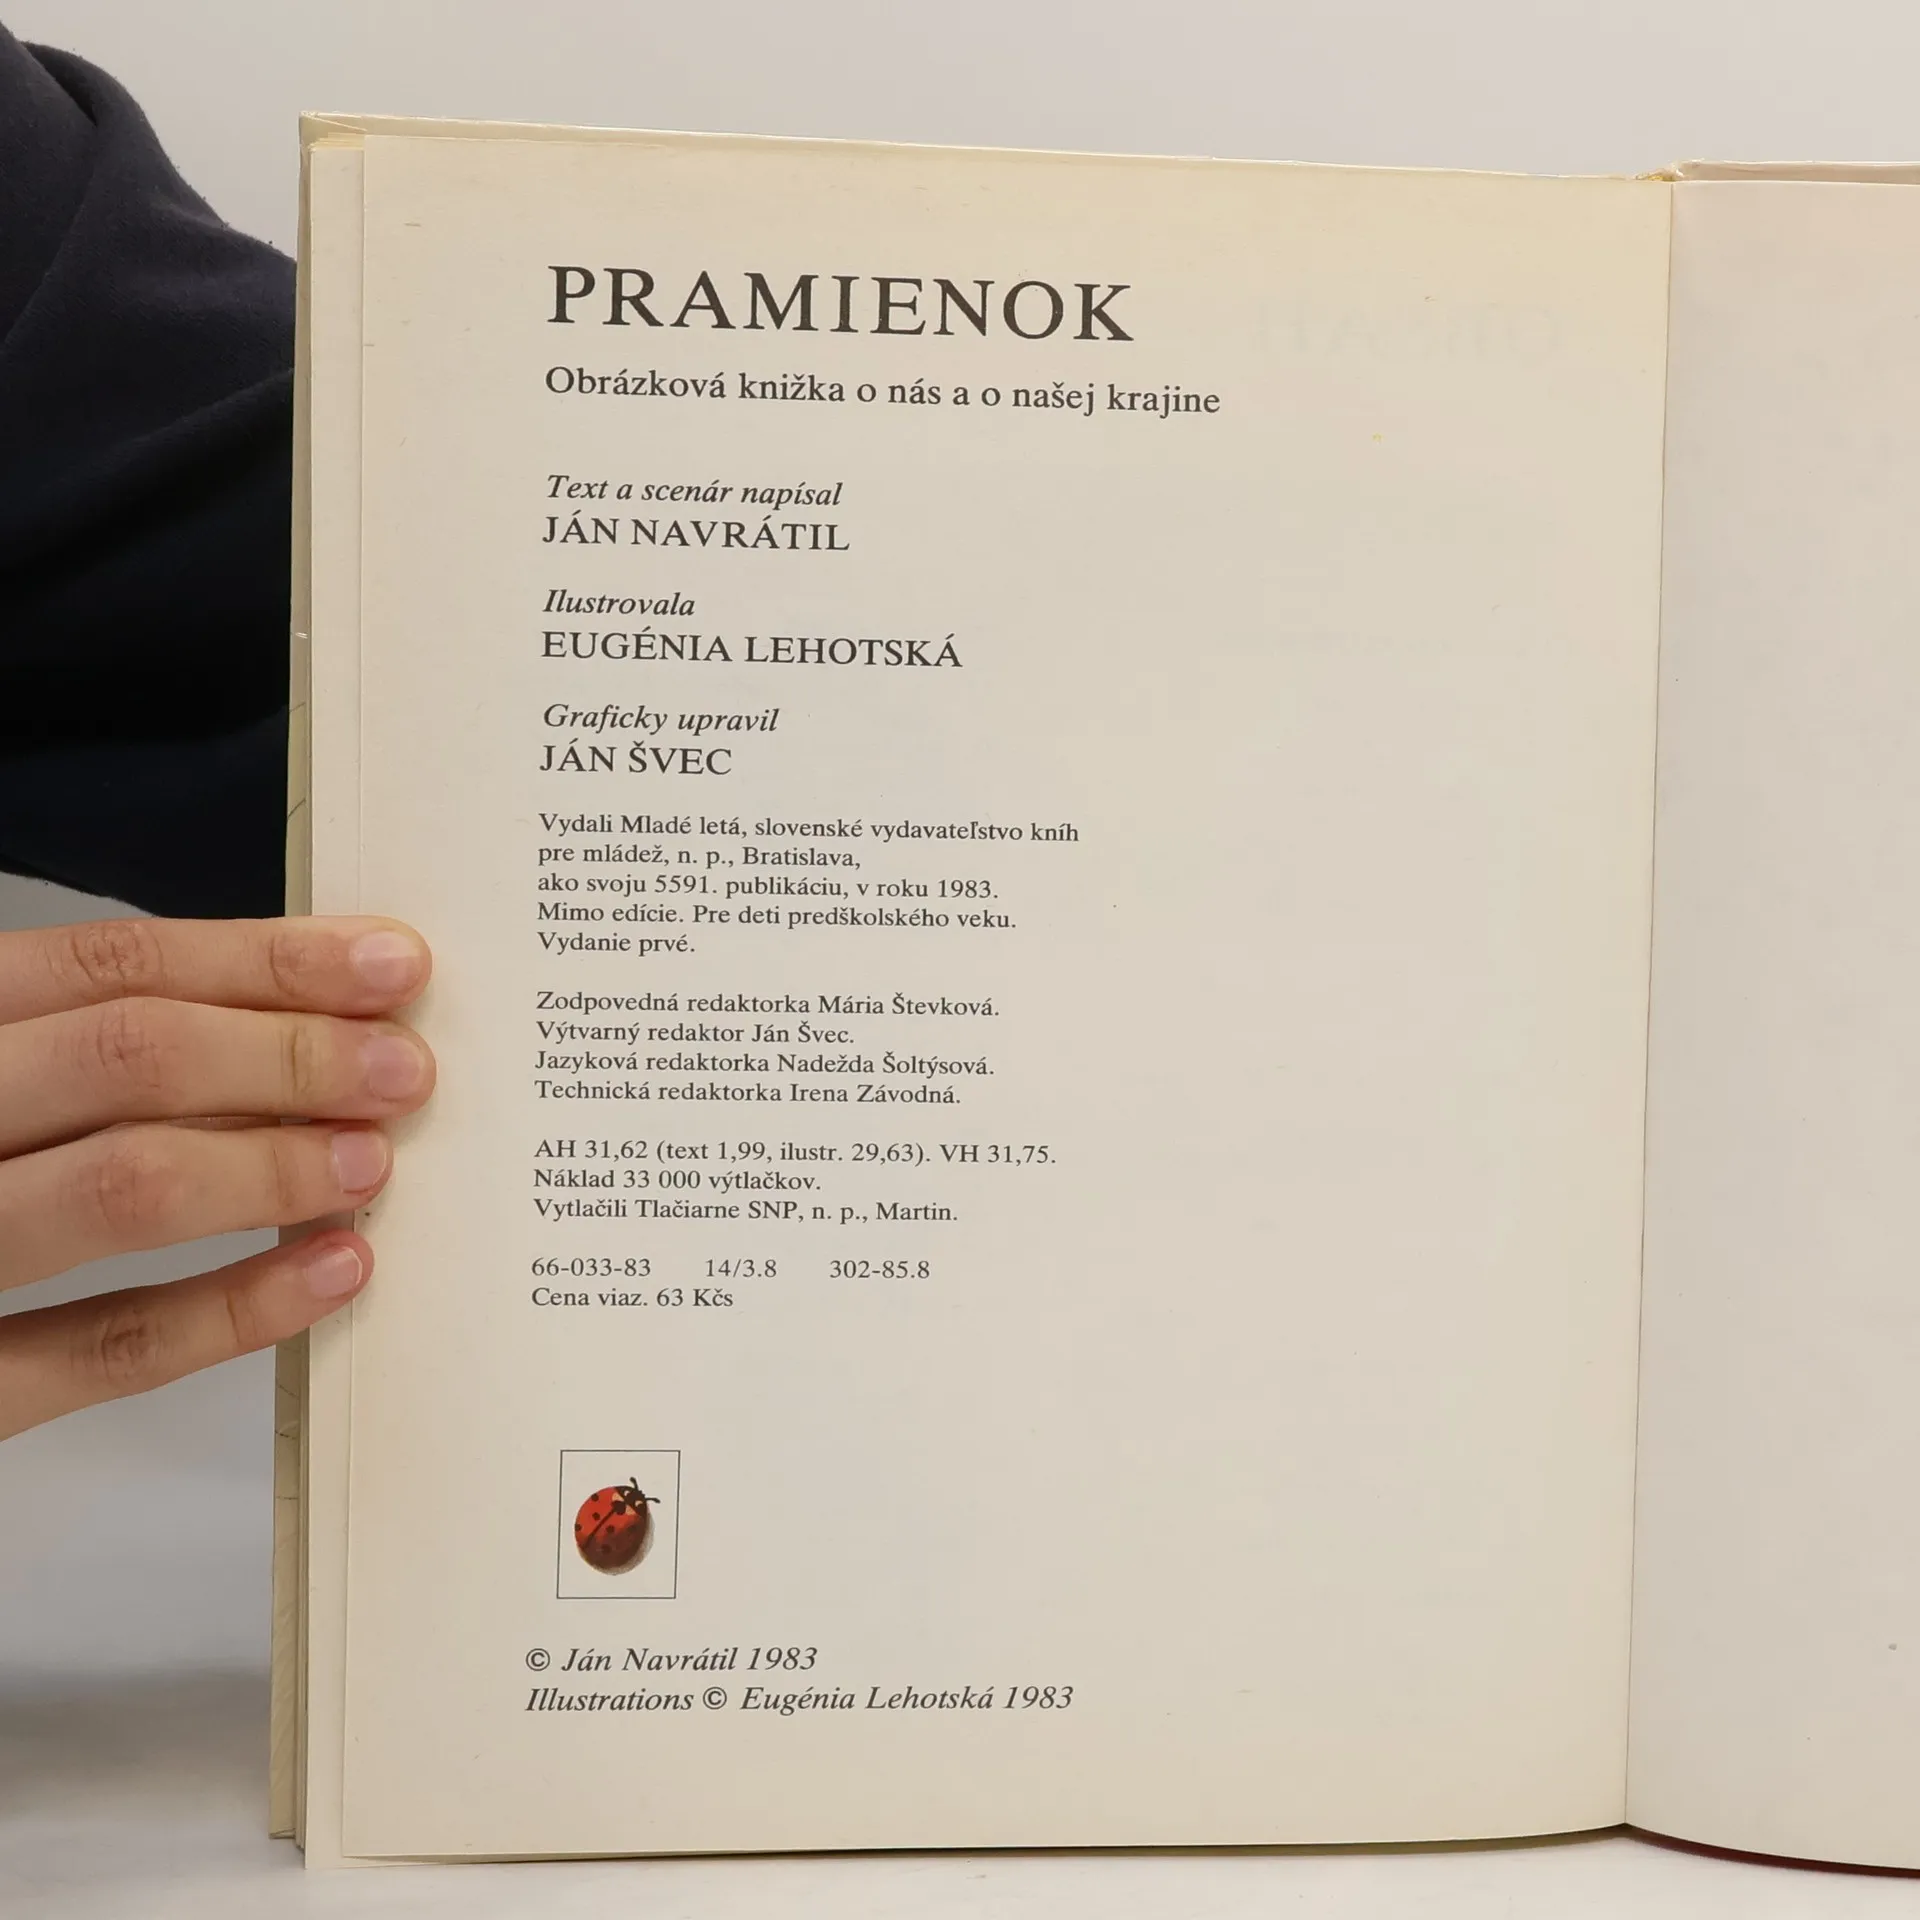 PRAMIENOK
Obrázková knižka o nás a o našej krajine
Text a scenár napísal
JÁN NAVRÁTIL
Ilustrovala
EUGÉNIA LEHOTSKÁ
Graficky upravil
JÁN ŠVEC
Vydali Mladé letá, slovenské vydavateľstvo kníh
pre mládež, n. p., Bratislava,
ako svoju 5591. publikáciu, v roku 1983.
Mimo edície. Pre deti predškolského veku.
Vydanie prvé.
Zodpovedná redaktorka Mária Števková.
Výtvarný redaktor Ján Švec.
Jazyková redaktorka Nadežda Šoltýsová.
Technická redaktorka Irena Závodná.
AH 31,62 (text 1,99, ilustr. 29,63). VH 31,75.
Náklad 33 000 výtlačkov.
Vytlačili Tlačiarne SNP, n. p., Martin.
66-033-83 14/3.8 302-85.8
Cena viaz. 63 Kčs
© Ján Navrátil 1983
Illustrations © Eugénia Lehotská 1983